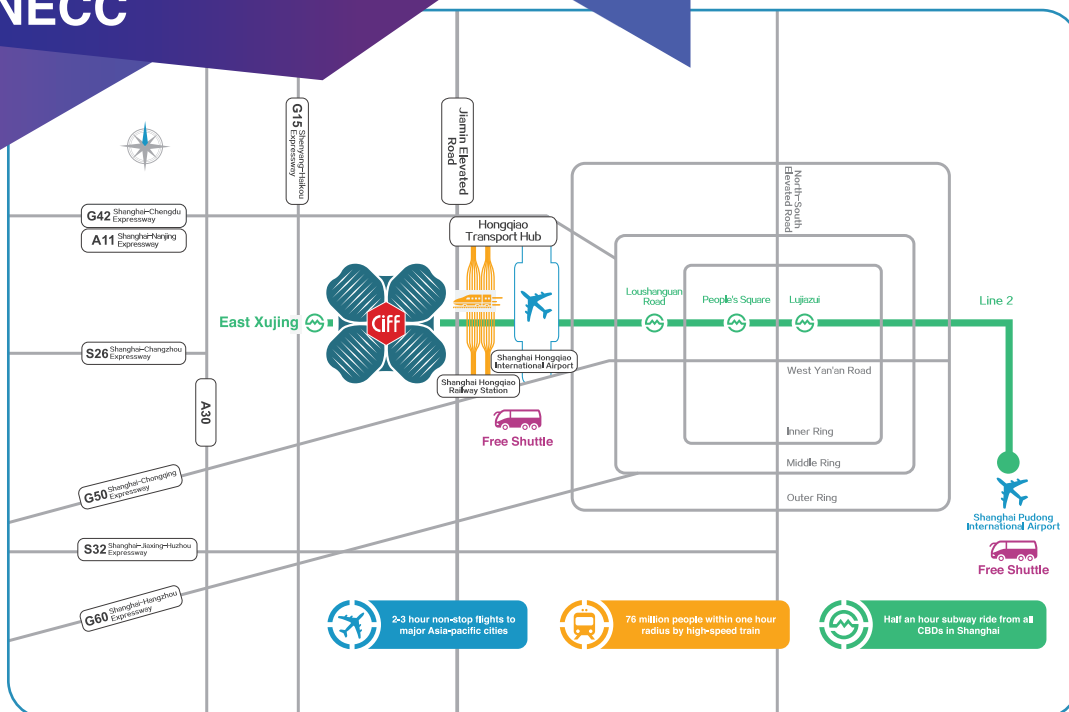 NECC
G15 Shenyang-Haikou
Expressway
Jiamin Elevated
Road
North-South
Elevated Road
G42 Shanghai-Chengdu
Expressway
A11 Shanghai-Nanjing
Expressway
Hongqiao
Transport Hub
Loushanguan
Road
People's Square
Lujiazui
Line 2
East Xujing
Ciff
S26 Shanghai-Changzhou
Expressway
Shanghai Hongqiao
International Airport
Shanghai Hongqiao
Railway Station
West Yan'an Road
A30
Free Shuttle
Inner Ring
Middle Ring
Outer Ring
G50 Shanghai-Chongqing
Expressway
Shanghai Pudong
International Airport
Free Shuttle
S32 Shanghai-Jiaxing-Huzhou
Expressway
G60 Shanghai-Hangzhou
Expressway
2-3 hour non-stop flights to
major Asia-pacific cities
76 million people within one hour
radius by high-speed train
Half an hour subway ride from all
CBDs in Shanghai